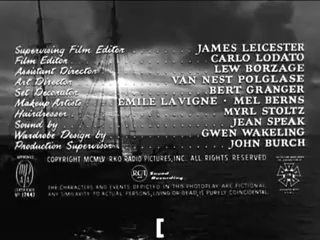 Supervising Film Editor . . . JAMES LEICESTER
Film Editor . . . CARLO LODATO
Assistant Director . . . LEW BORZAGE
Art Director . . . VAN NEST POLGLASE
Set Decorator . . . BERT GRANGER
Makeup Artists . . . EMILE LAVIGNE · MEL BERNS
Hairdresser . . . MYRL STOLTZ
Sound by . . . JEAN SPEAK
Wardrobe Design by . . . GWEN WAKELING
Production Supervisor . . . JOHN BURCH
COPYRIGHT MCMLV RKO RADIO PICTURES, INC. ALL RIGHTS RESERVED
RCA Sound Recording
THE CHARACTERS AND EVENTS DEPICTED IN THIS PHOTOPLAY ARE FICTIONAL.
ANY SIMILARITY TO ACTUAL PERSONS, LIVING OR DEAD, IS PURELY COINCIDENTAL.
[